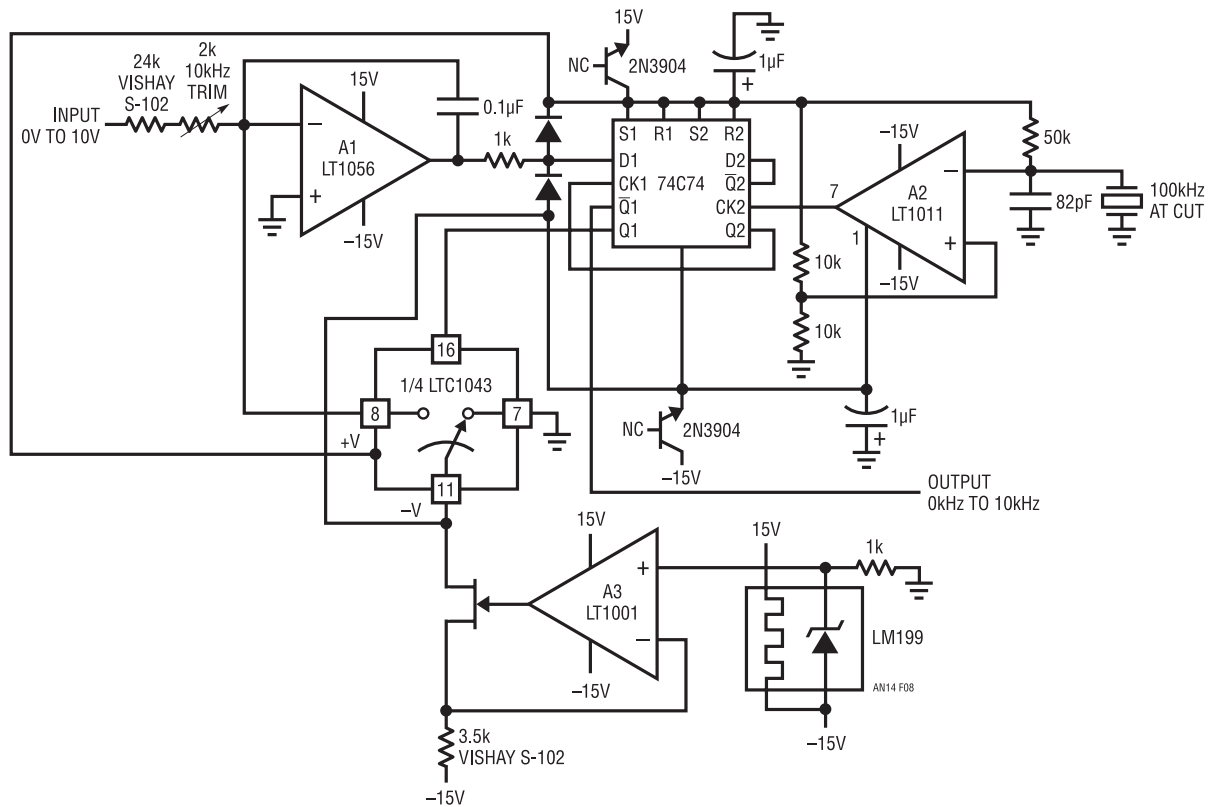 INPUT
0V TO 10V
24k
VISHAY
S-102
2k
10kHz
TRIM
15V
–
+
A1
LT1056
–15V
0.1µF
1k
15V
NC
2N3904
1µF
+
S1
R1
S2
R2
D1
CK1
Q1
Q1
74C74
D2
Q2
CK2
Q2
7
–15V
–
A2
LT1011
+
1
–15V
50k
82pF
100kHz
AT CUT
10k
10k
16
1/4 LTC1043
8
7
+V
11
–V
NC
2N3904
–15V
1µF
+
OUTPUT
0kHz TO 10kHz
15V
+
A3
LT1001
–
–15V
15V
1k
LM199
AN14 F08
–15V
3.5k
VISHAY S-102
–15V